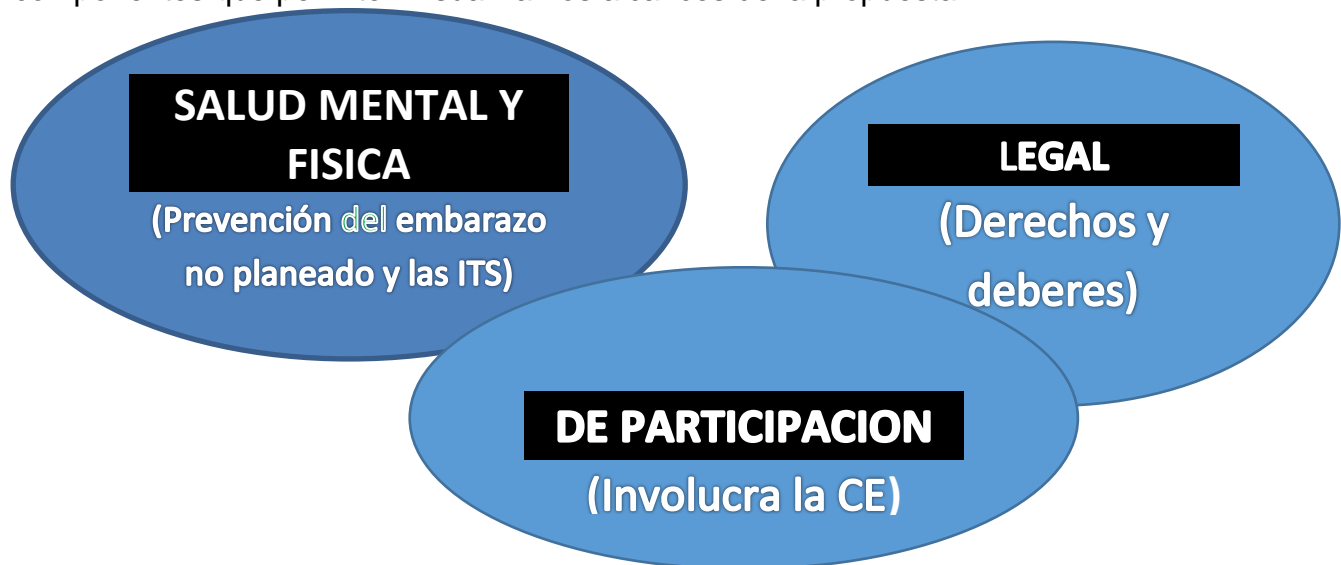 SALUD MENTAL Y
FISICA
(Prevención del embarazo
no planeado y las ITS)
LEGAL
(Derechos y
deberes)
DE PARTICIPACION
(Involucra la CE)